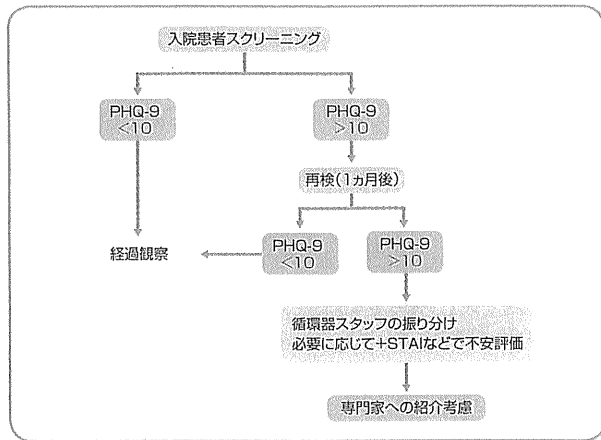 入院患者スクリーニング
PHQ-9
<10
PHQ-9
>10
再検(1ヵ月後)
経過観察
PHQ-9
<10
PHQ-9
>10
循環器スタッフの振り分け
必要に応じて+STAIなどで不安評価
専門家への紹介考慮